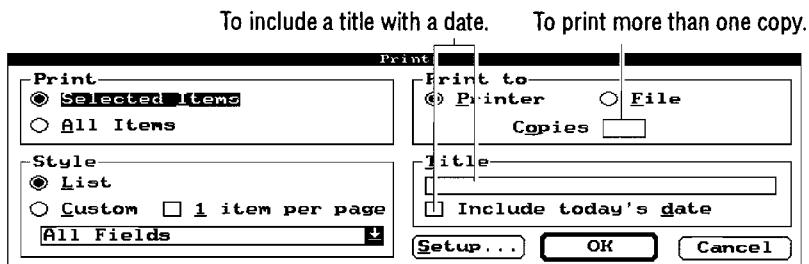 To include a title with a date. To print more than one copy.
Print
Print
Selected Items
All Items
Print to
Printer File
Copies
Style
List
Custom 1 item per page
All Fields
Title
Include today's date
Setup... OK Cancel